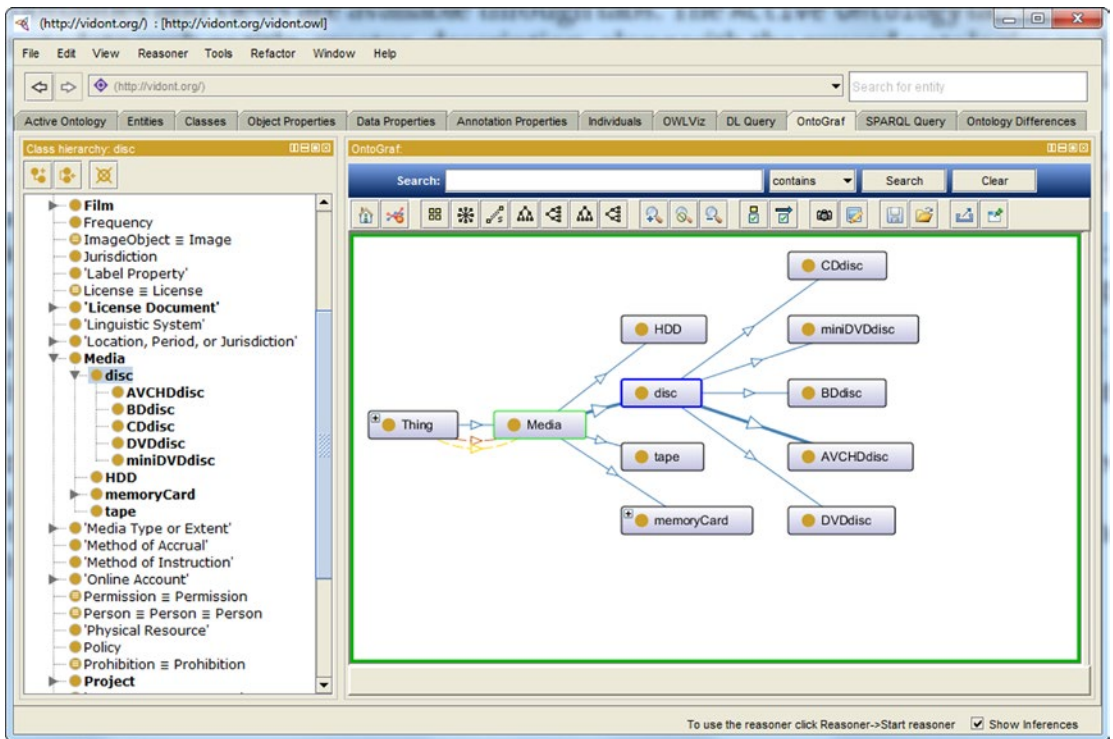 (http://vidont.org/) : [http://vidont.org/vidont.owl]
File Edit View Reasoner Tools Refactor Window Help
(http://vidont.org/)
Search for entity
Active Ontology Entities Classes Object Properties Data Properties Annotation Properties Individuals OWLViz DL Query OntoGraf SPARQL Query Ontology Differences
Class hierarchy: disc
Film
Frequency
ImageObject ≡ Image
Jurisdiction
'Label Property'
License ≡ License
'License Document'
'Linguistic System'
'Location, Period, or Jurisdiction'
Media
disc
AVCHDdisc
BDdisc
CDdisc
DVDdisc
miniDVDdisc
HDD
memoryCard
tape
'Media Type or Extent'
'Method of Accrual'
'Method of Instruction'
'Online Account'
Permission ≡ Permission
Person ≡ Person ≡ Person
'Physical Resource'
Policy
Prohibition ≡ Prohibition
Project
OntoGraf:
Search: contains Search Clear
CDdisc
HDD miniDVDdisc
disc BDdisc
Thing Media
tape AVCHDdisc
memoryCard DVDdisc
To use the reasoner click Reasoner->Start reasoner Show Inferences